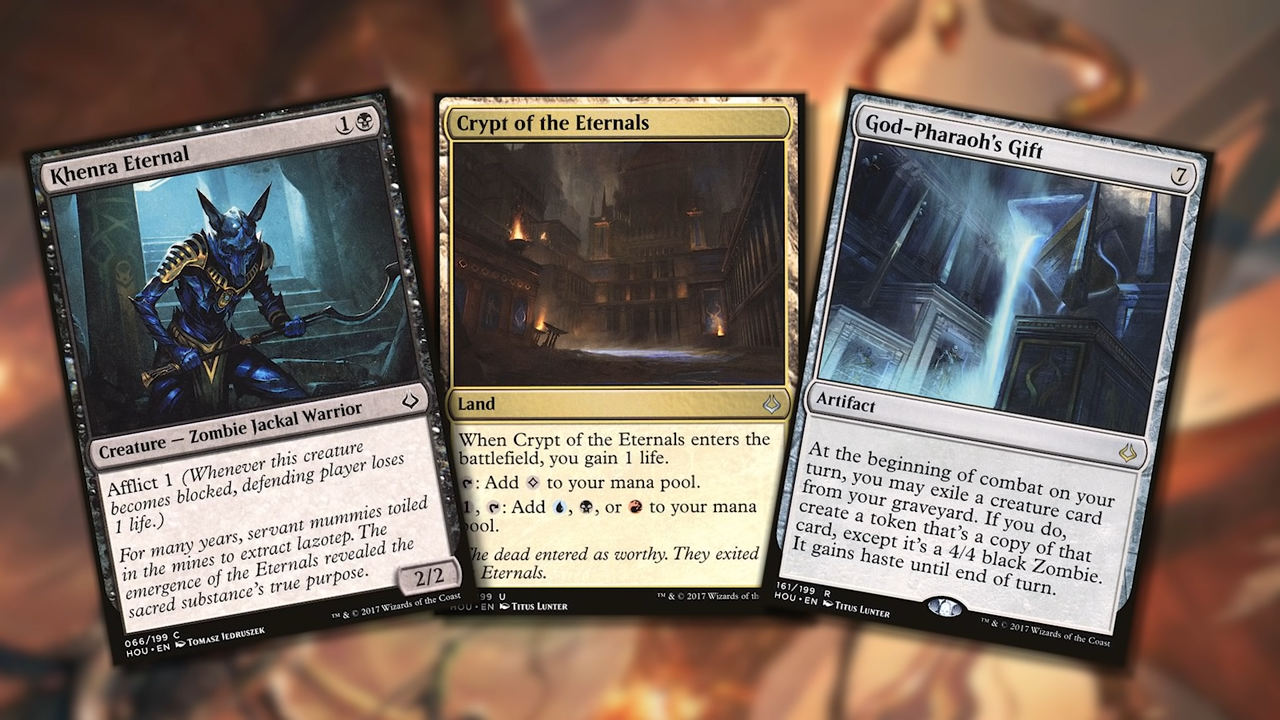 Khenra Eternal
1
Creature — Zombie Jackal Warrior
Afflict 1 (Whenever this creature
becomes blocked, defending player loses
1 life.)
For many years, servant mummies toiled
in the mines to extract lazotep. The
emergence of the Eternals revealed the
sacred substance's true purpose.
2/2
066/199 C
HOU • EN TOMASZ JEDRUSZEK
™ & © 2017 Wizards of the Coast
Crypt of the Eternals
Land
When Crypt of the Eternals enters the
battlefield, you gain 1 life.
: Add to your mana pool.
1, : Add , , or to your mana
pool.
The dead entered as worthy. They exited
Eternals.
99 U
HOU • EN TITUS LUNTER
™ & © 2017 Wizards of th
God-Pharaoh's Gift
7
Artifact
At the beginning of combat on your
turn, you may exile a creature card
from your graveyard. If you do,
create a token that's a copy of that
card, except it's a 4/4 black Zombie.
It gains haste until end of turn.
161/199 R
HOU • EN TITUS LUNTER
™ & © 2017 Wizards of the Coast